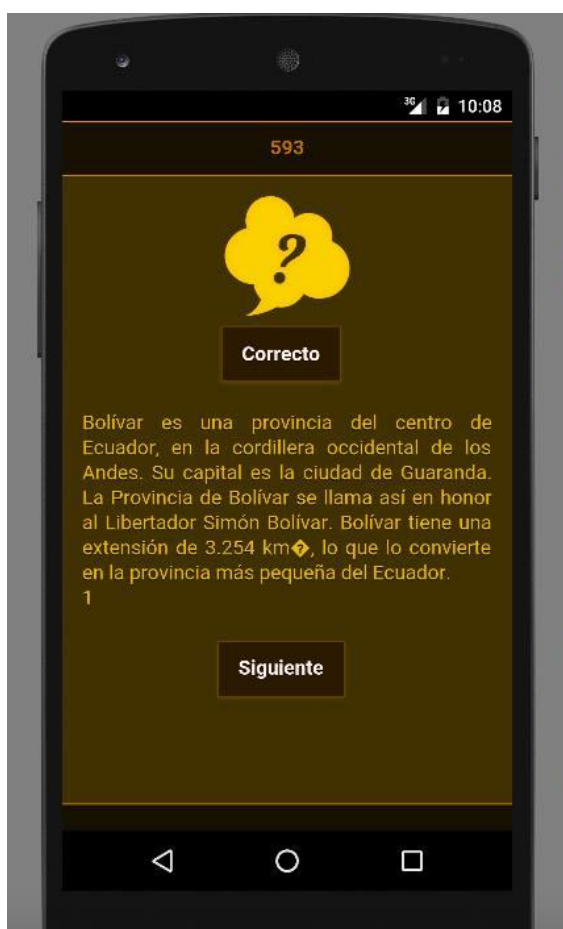 3G 10:08
593
?
Correcto
Bolívar es una provincia del centro de
Ecuador, en la cordillera occidental de los
Andes. Su capital es la ciudad de Guaranda.
La Provincia de Bolívar se llama así en honor
al Libertador Simón Bolívar. Bolívar tiene una
extensión de 3.254 km�, lo que lo convierte
en la provincia más pequeña del Ecuador.
1
Siguiente